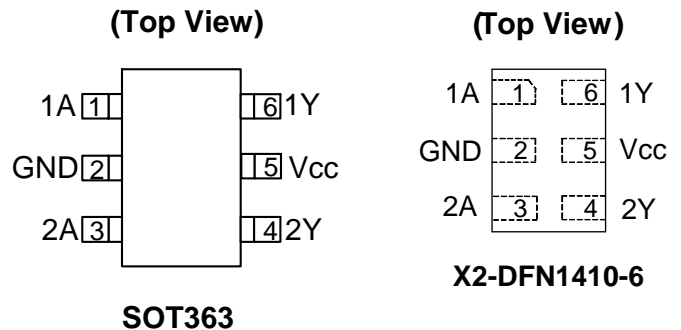 (Top View)
1A 1 6 1Y
GND 2 5 Vcc
2A 3 4 2Y
SOT363
(Top View)
1A 1 6 1Y
GND 2 5 Vcc
2A 3 4 2Y
X2-DFN1410-6